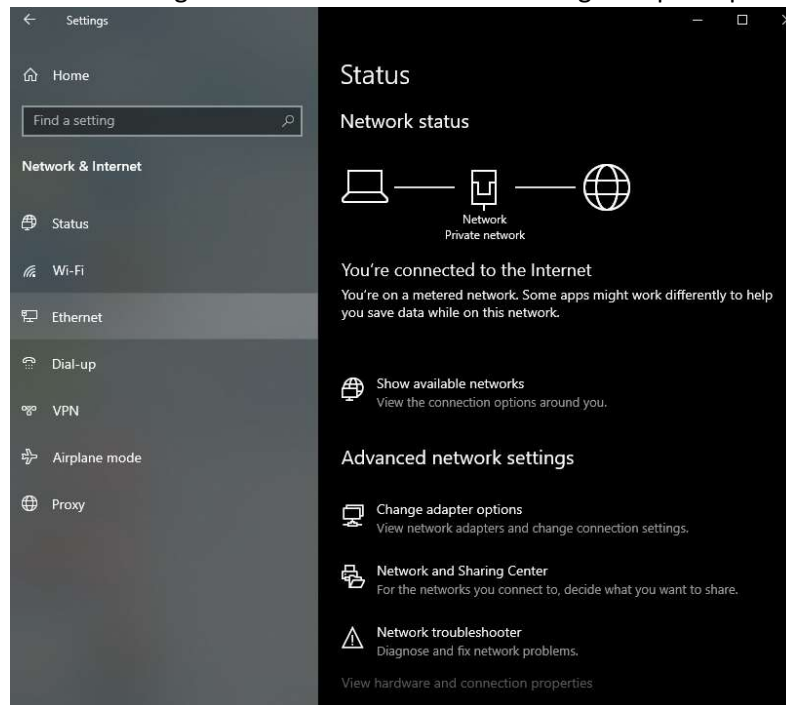 Settings
Home
Find a setting
Network & Internet
Status
Wi-Fi
Ethernet
Dial-up
VPN
Airplane mode
Proxy
Status
Network status
Network
Private network
You're connected to the Internet
You're on a metered network. Some apps might work differently to help
you save data while on this network.
Show available networks
View the connection options around you.
Advanced network settings
Change adapter options
View network adapters and change connection settings.
Network and Sharing Center
For the networks you connect to, decide what you want to share.
Network troubleshooter
Diagnose and fix network problems.
View hardware and connection properties